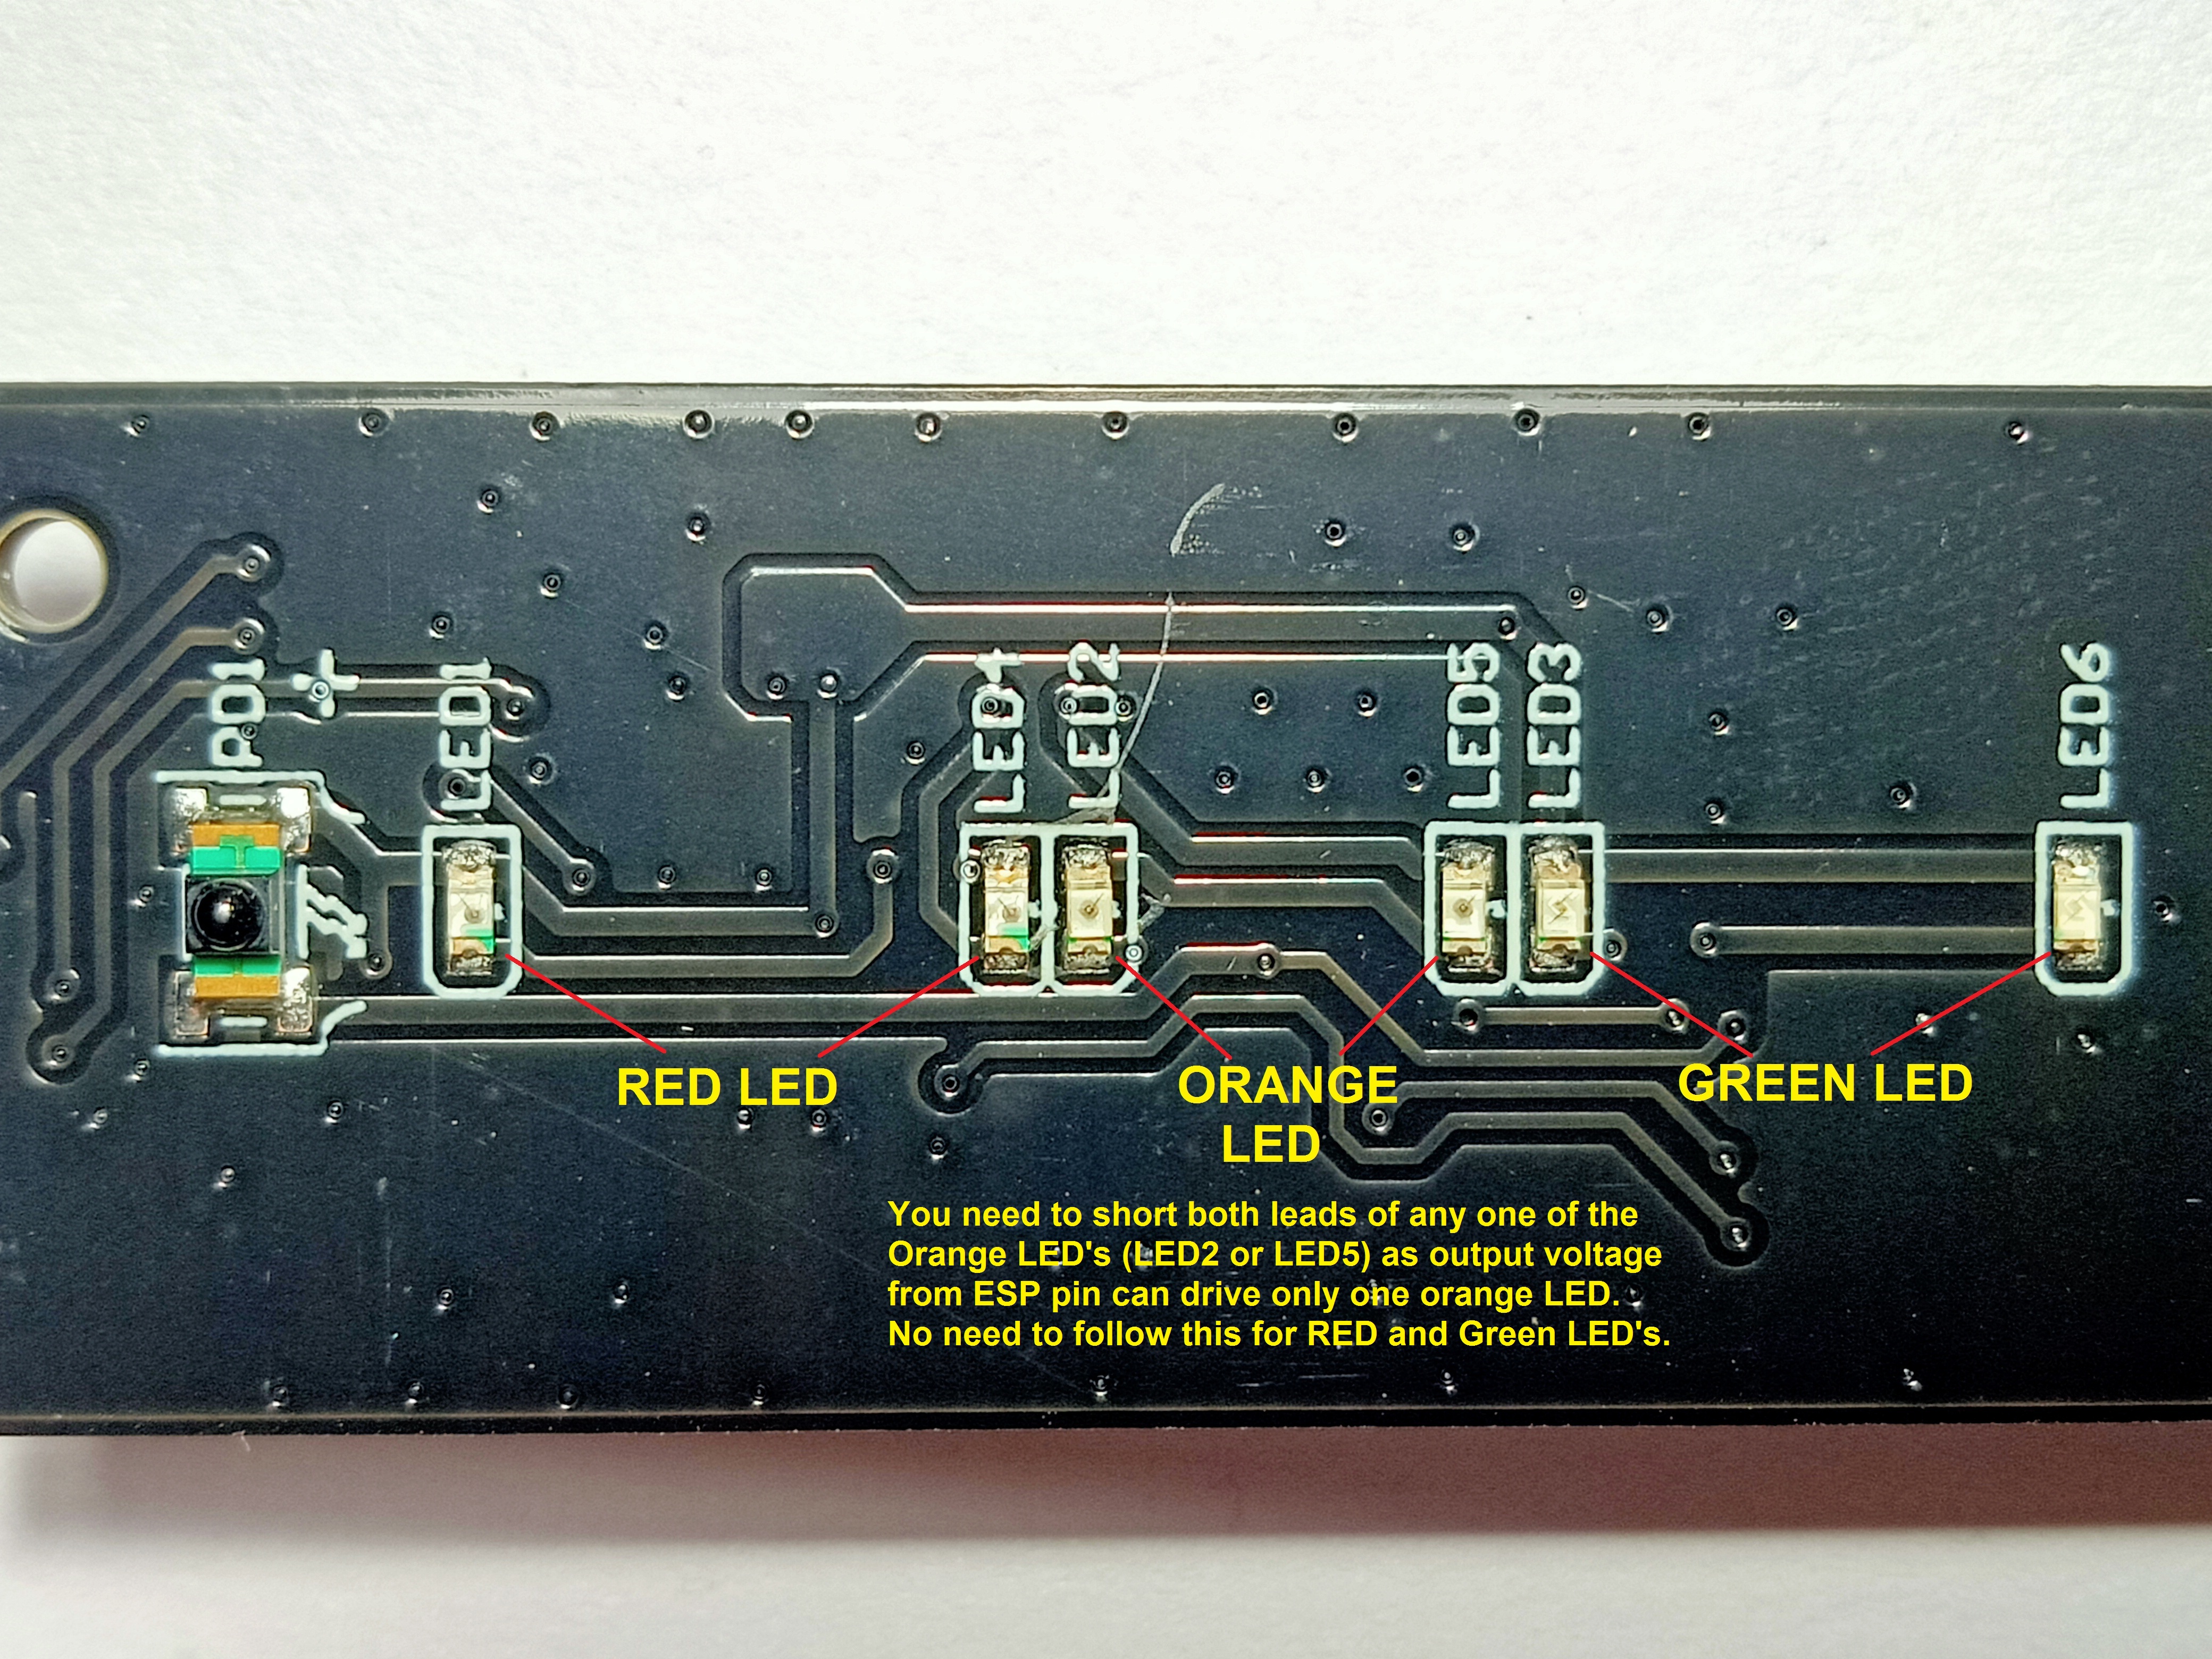 PD1
+
LED1
LED4
LED2
LED5
LED3
LED6
RED LED
ORANGE
LED
GREEN LED
You need to short both leads of any one of the
Orange LED's (LED2 or LED5) as output voltage
from ESP pin can drive only one orange LED.
No need to follow this for RED and Green LED's.